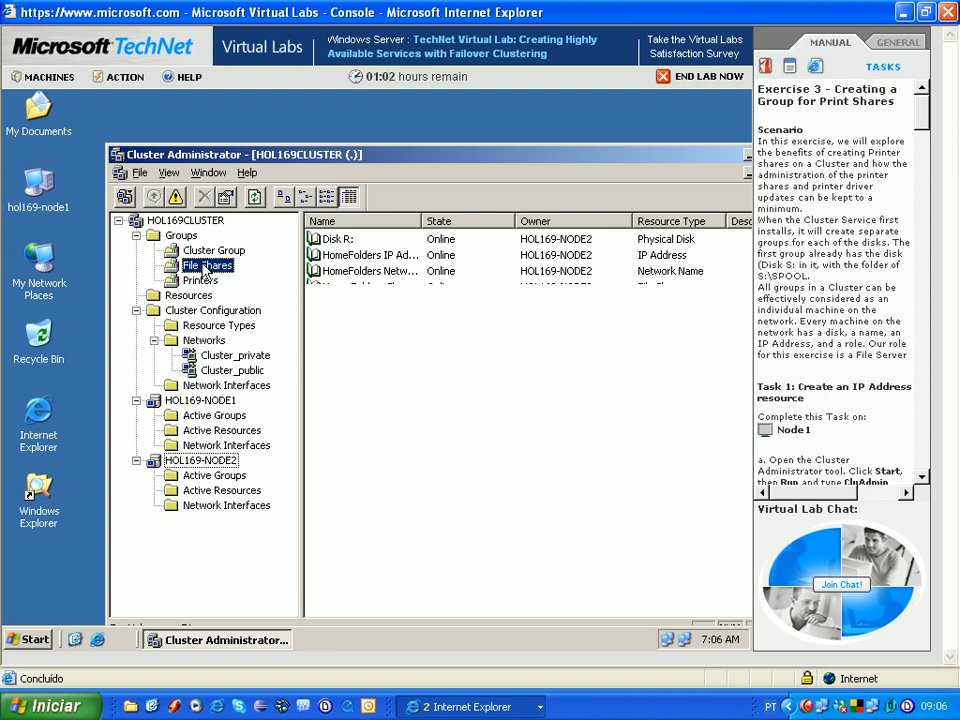 https://www.microsoft.com - Microsoft Virtual Labs - Console - Microsoft Internet Explorer
Microsoft TechNet
Virtual Labs
Windows Server : TechNet Virtual Lab: Creating Highly
Available Services with Failover Clustering
Take the Virtual Labs
Satisfaction Survey
MACHINES
ACTION
HELP
01:02 hours remain
END LAB NOW
MANUAL
GENERAL
TASKS
My Documents
hol169-node1
My Network
Places
Recycle Bin
Internet
Explorer
Windows
Explorer
Cluster Administrator - [HOL169CLUSTER (.)]
File View Window Help
HOL169CLUSTER
Groups
Cluster Group
File Shares
Printers
Resources
Cluster Configuration
Resource Types
Networks
Cluster_private
Cluster_public
Network Interfaces
HOL169-NODE1
Active Groups
Active Resources
Network Interfaces
HOL169-NODE2
Active Groups
Active Resources
Network Interfaces
Name State Owner Resource Type Desc
Disk R: Online HOL169-NODE2 Physical Disk
HomeFolders IP Ad... Online HOL169-NODE2 IP Address
HomeFolders Netw... Online HOL169-NODE2 Network Name
Exercise 3 - Creating a
Group for Print Shares
Scenario
In this exercise, we will explore
the benefits of creating Printer
shares on a Cluster and how the
administration of the printer
shares and printer driver
updates can be kept to a
minimum.
When the Cluster Service first
installs, it will create separate
groups for each of the disks. The
first group already has the disk
(Disk S: in it, with the folder of
S:\SPOOL.
All groups in a Cluster can be
effectively considered as an
individual machine on the
network. Every machine on the
network has a disk, a name, an
IP Address, and a role. Our role
for this exercise is a File Server
Task 1: Create an IP Address
resource
Complete this Task on:
Node1
a. Open the Cluster
Administrator tool. Click Start,
then Run and type CluAdmin
Virtual Lab Chat:
Join Chat!
Start
Cluster Administrator...
7:06 AM
Concluído
Internet
Iniciar
2 Internet Explorer
PT
09:06